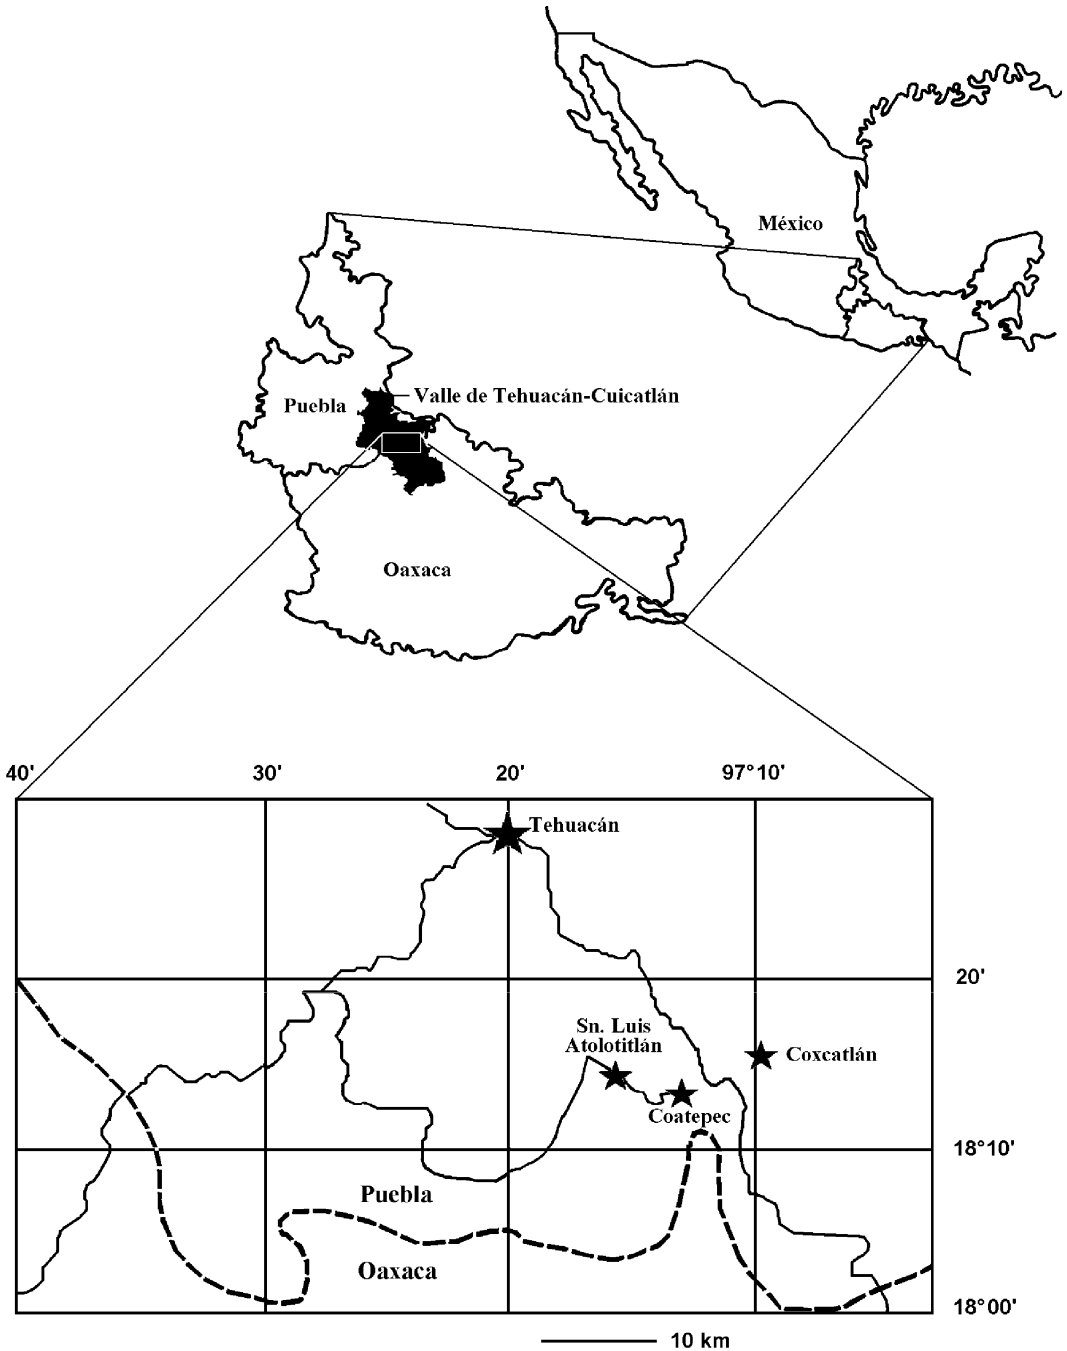 México
Valle de Tehuacán-Cuicatlán
Puebla
Oaxaca
40'
30'
20'
97°10'
Tehuacán
20'
Sn. Luis
Atolotitlán
Coxcatlán
Coatepec
18°10'
Puebla
Oaxaca
18°00'
10 km